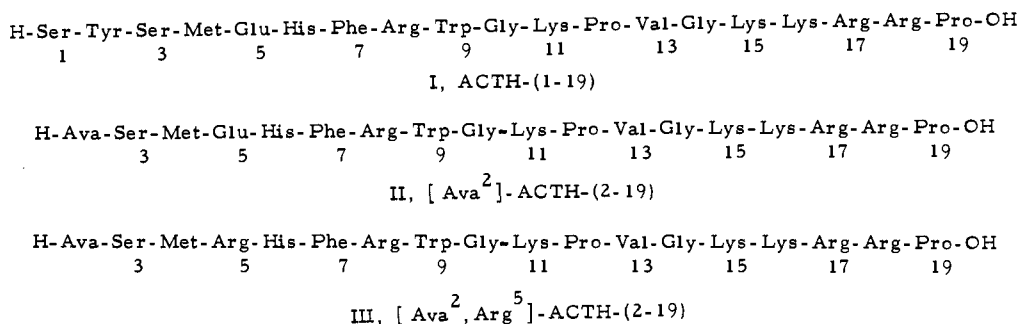 H-Ser-Tyr-Ser-Met-Glu-His-Phe-Arg-Trp-Gly-Lys-Pro-Val-Gly-Lys-Lys-Arg-Arg-Pro-OH
1 3 5 7 9 11 13 15 17 19
I, ACTH-(1-19)
H-Ava-Ser-Met-Glu-His-Phe-Arg-Trp-Gly-Lys-Pro-Val-Gly-Lys-Lys-Arg-Arg-Pro-OH
3 5 7 9 11 13 15 17 19
II, [Ava²]-ACTH-(2-19)
H-Ava-Ser-Met-Arg-His-Phe-Arg-Trp-Gly-Lys-Pro-Val-Gly-Lys-Lys-Arg-Arg-Pro-OH
3 5 7 9 11 13 15 17 19
III, [Ava², Arg⁵]-ACTH-(2-19)